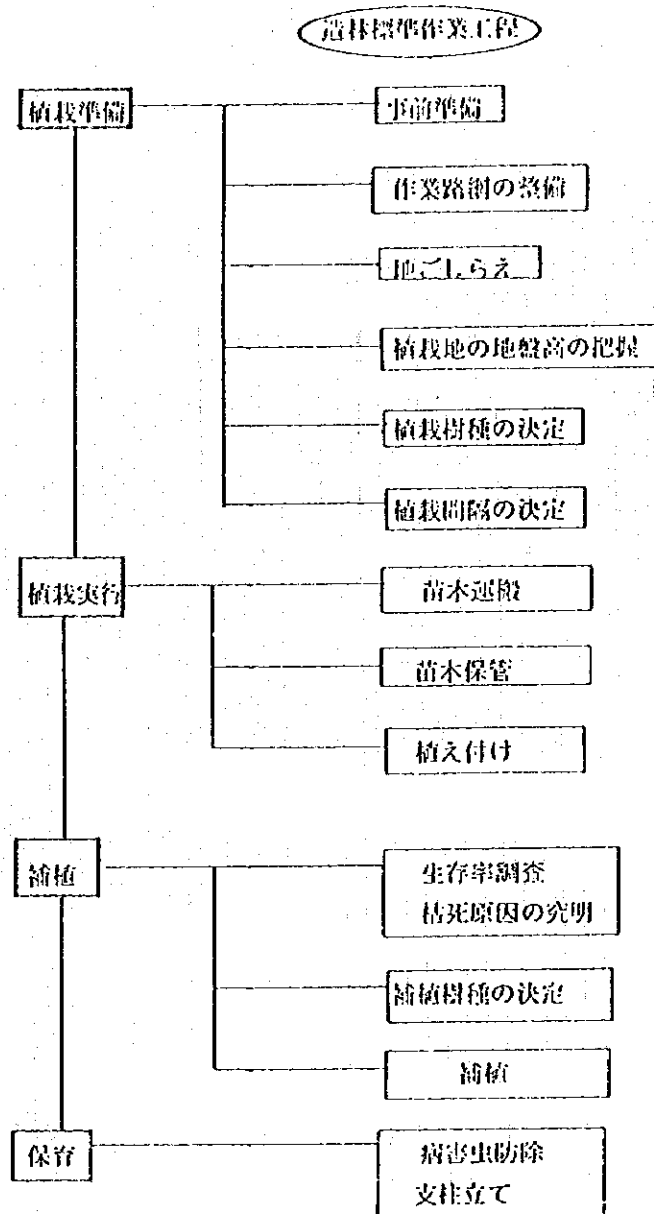 造林標準作業工程
植栽準備
事前準備
作業路網の整備
地ごしらえ
植栽地の地盤高の把握
植栽樹種の決定
植栽間隔の決定
植栽実行
苗木運搬
苗木保管
植え付け
補植
生存率調査
枯死原因の究明
補植樹種の決定
補植
保育
病害虫防除
支柱立て